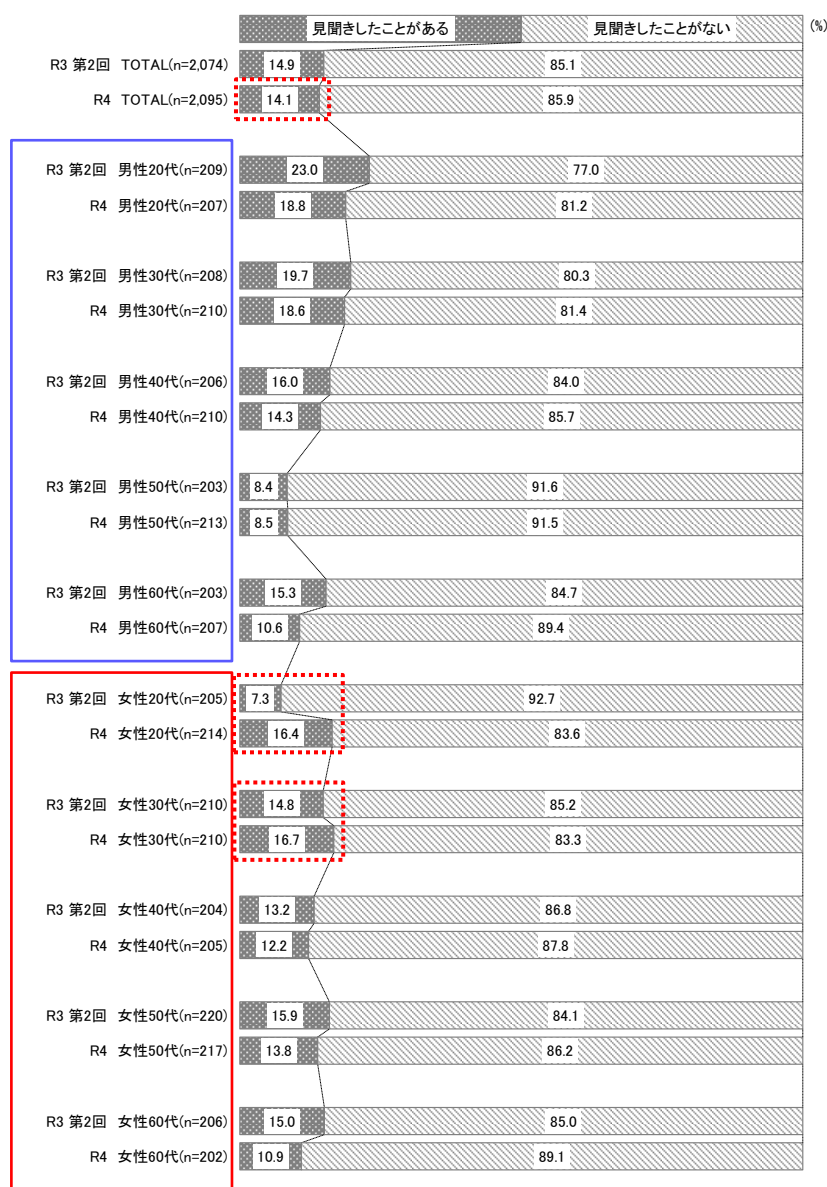 見聞きしたことがある 見聞きしたことがない (%)
R3 第2回 TOTAL(n=2,074) 14.9 85.1
R4 TOTAL(n=2,095) 14.1 85.9
R3 第2回 男性20代(n=209) 23.0 77.0
R4 男性20代(n=207) 18.8 81.2
R3 第2回 男性30代(n=208) 19.7 80.3
R4 男性30代(n=210) 18.6 81.4
R3 第2回 男性40代(n=206) 16.0 84.0
R4 男性40代(n=210) 14.3 85.7
R3 第2回 男性50代(n=203) 8.4 91.6
R4 男性50代(n=213) 8.5 91.5
R3 第2回 男性60代(n=203) 15.3 84.7
R4 男性60代(n=207) 10.6 89.4
R3 第2回 女性20代(n=205) 7.3 92.7
R4 女性20代(n=214) 16.4 83.6
R3 第2回 女性30代(n=210) 14.8 85.2
R4 女性30代(n=210) 16.7 83.3
R3 第2回 女性40代(n=204) 13.2 86.8
R4 女性40代(n=205) 12.2 87.8
R3 第2回 女性50代(n=220) 15.9 84.1
R4 女性50代(n=217) 13.8 86.2
R3 第2回 女性60代(n=206) 15.0 85.0
R4 女性60代(n=202) 10.9 89.1